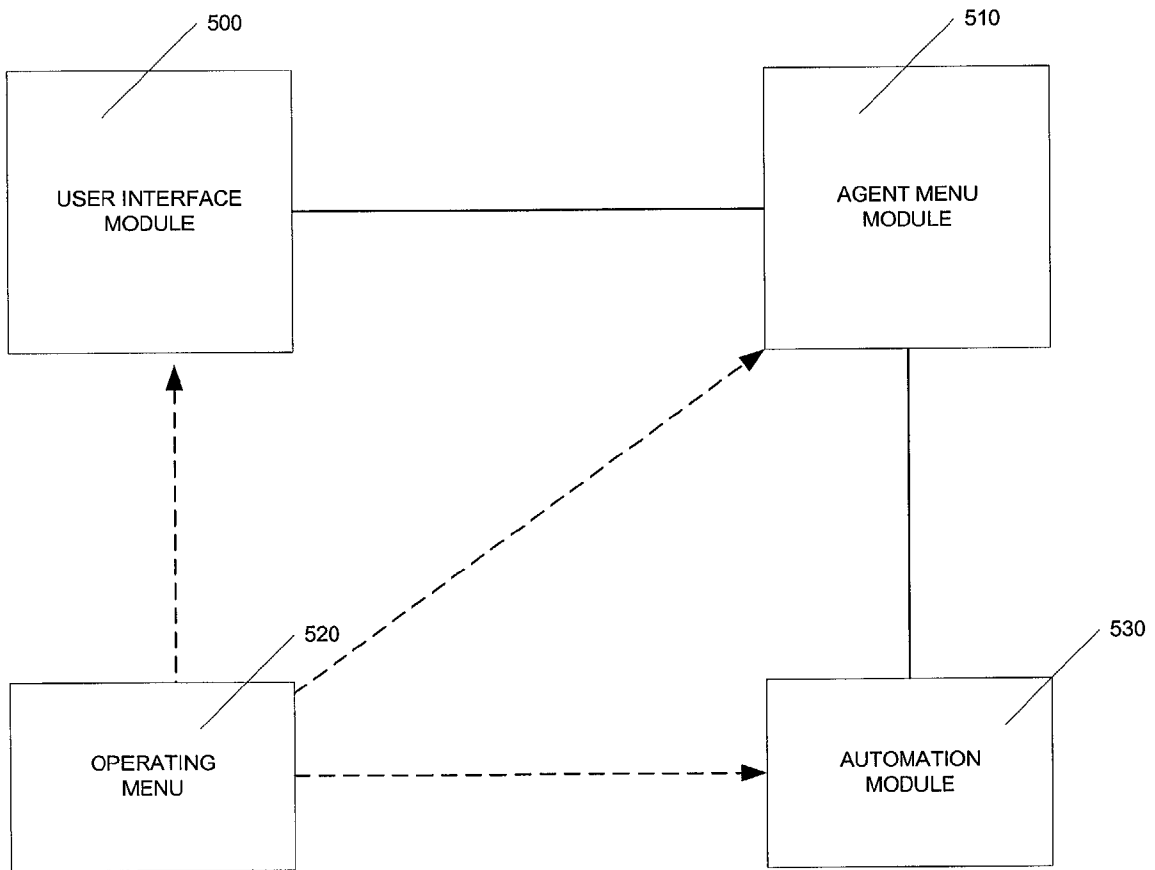 500
510
USER INTERFACE
MODULE
AGENT MENU
MODULE
520
530
OPERATING
MENU
AUTOMATION
MODULE